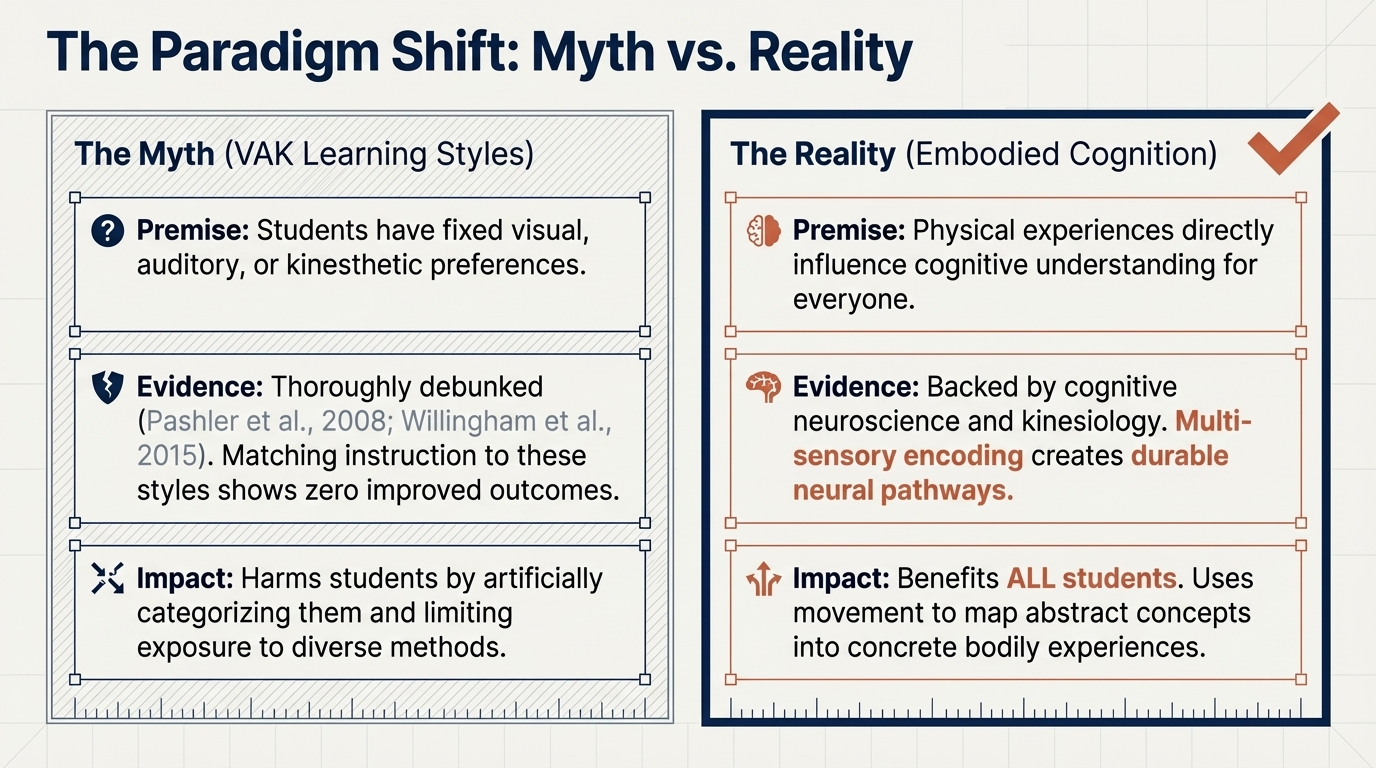 The Paradigm Shift: Myth vs. Reality
The Myth (VAK Learning Styles)
Premise: Students have fixed visual,
auditory, or kinesthetic preferences.
Evidence: Thoroughly debunked
(Pashler et al., 2008; Willingham et al.,
2015). Matching instruction to these
styles shows zero improved outcomes.
Impact: Harms students by artificially
categorizing them and limiting
exposure to diverse methods.
The Reality (Embodied Cognition)
Premise: Physical experiences directly
influence cognitive understanding for
everyone.
Evidence: Backed by cognitive
neuroscience and kinesiology. Multi-
sensory encoding creates durable
neural pathways.
Impact: Benefits ALL students. Uses
movement to map abstract concepts
into concrete bodily experiences.